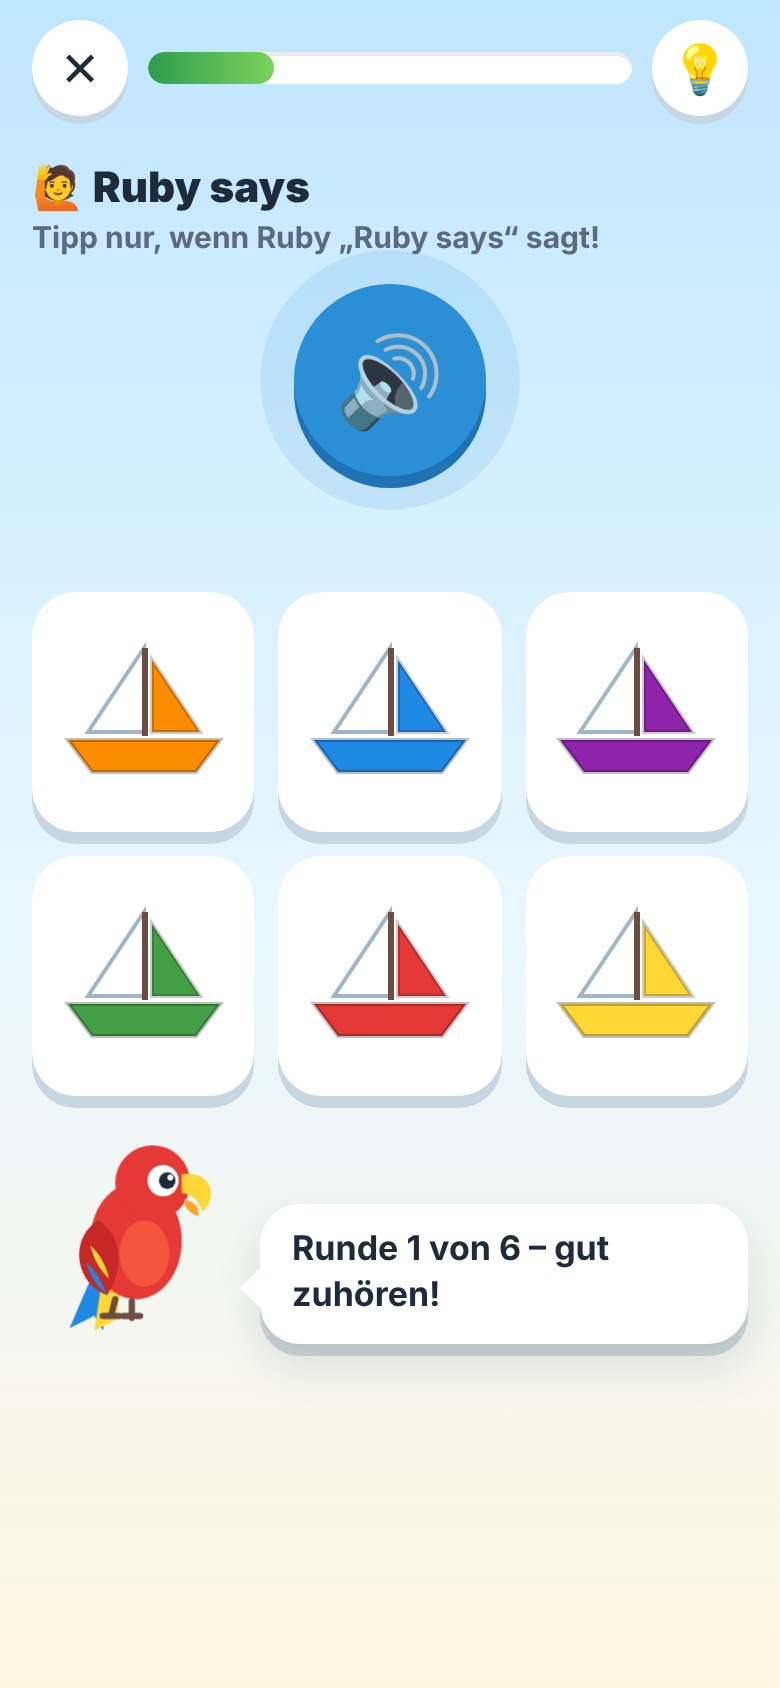 Ruby says
Tipp nur, wenn Ruby „Ruby says“ sagt!
Runde 1 von 6 – gut
zuhören!